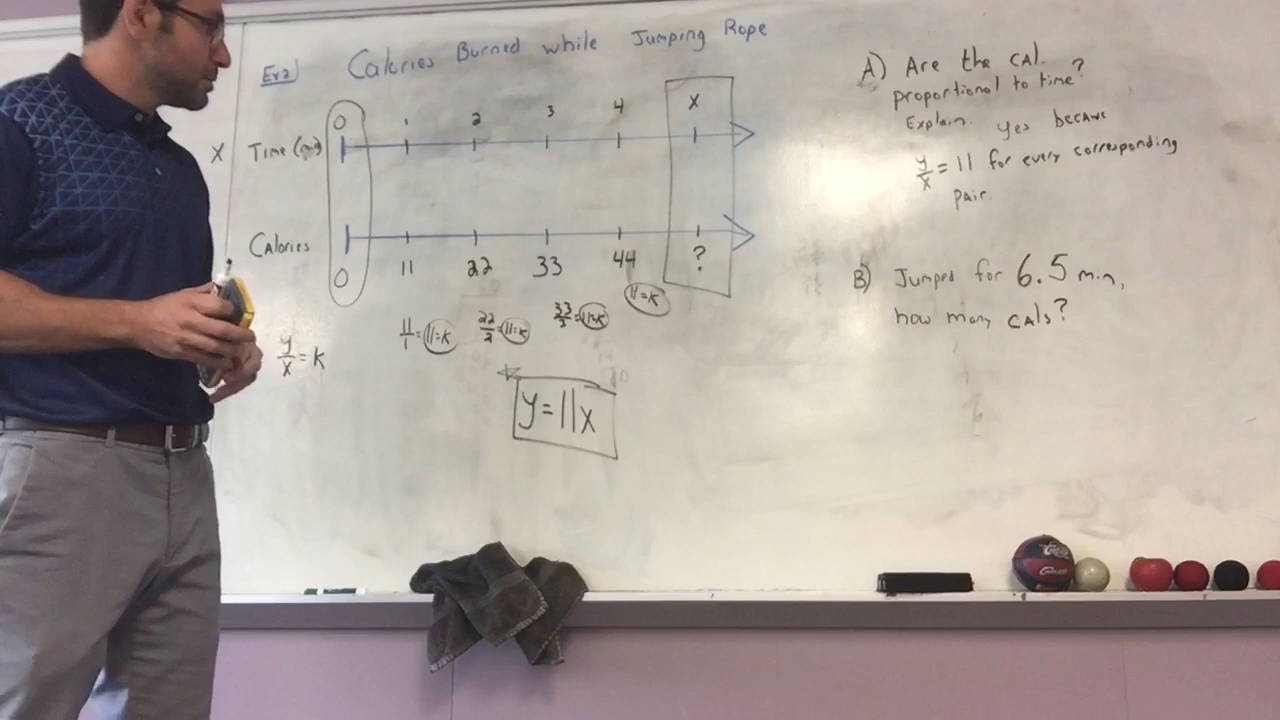 Ex2) Calories Burned while Jumping Rope
0 1 2 3 4 X
X Time (min)
Calories
0 11 22 33 44 ?
11/1 = 11=K 22/2 = 11=K 33/3 = 11=K 11=K
y/x = K
y=11x
A) Are the CAl.
proportional to time?
Explain. yes because
y/x = 11 for every corresponding
pair.
B) Jumped for 6.5 min,
how many CAls?